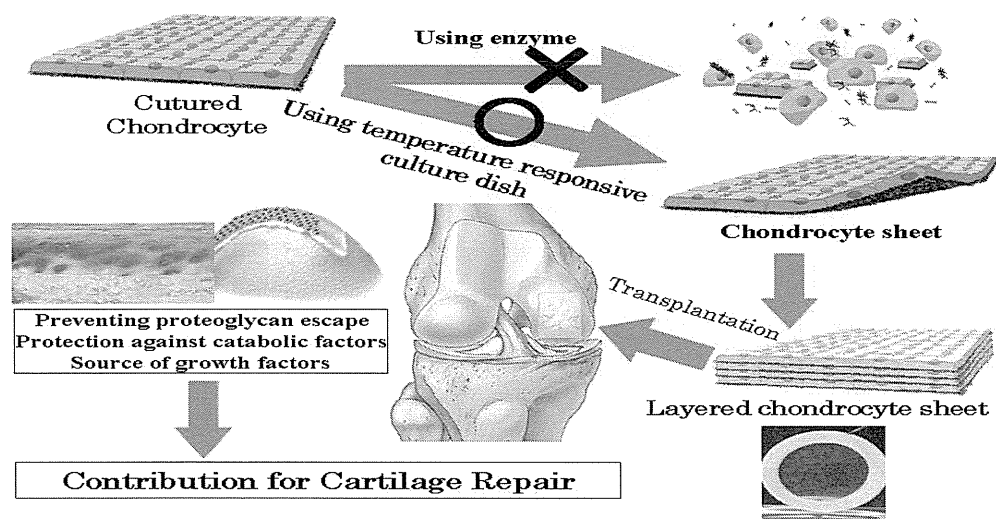 Using enzyme
Cutured
Chondrocyte
Using temperature responsive
culture dish
Chondrocyte sheet
Transplantation
Layered chondrocyte sheet
Preventing proteoglycan escape
Protection against catabolic factors
Source of growth factors
Contribution for Cartilage Repair